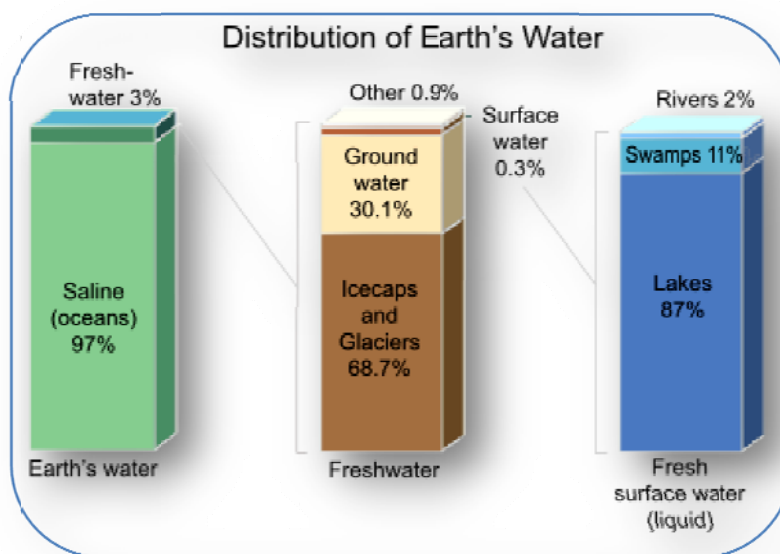 Distribution of Earth's Water
Fresh-
water 3%
Saline
(oceans)
97%
Earth's water
Other 0.9%
Surface
water
0.3%
Ground
water
30.1%
Icecaps
and
Glaciers
68.7%
Freshwater
Rivers 2%
Swamps 11%
Lakes
87%
Fresh
surface water
(liquid)